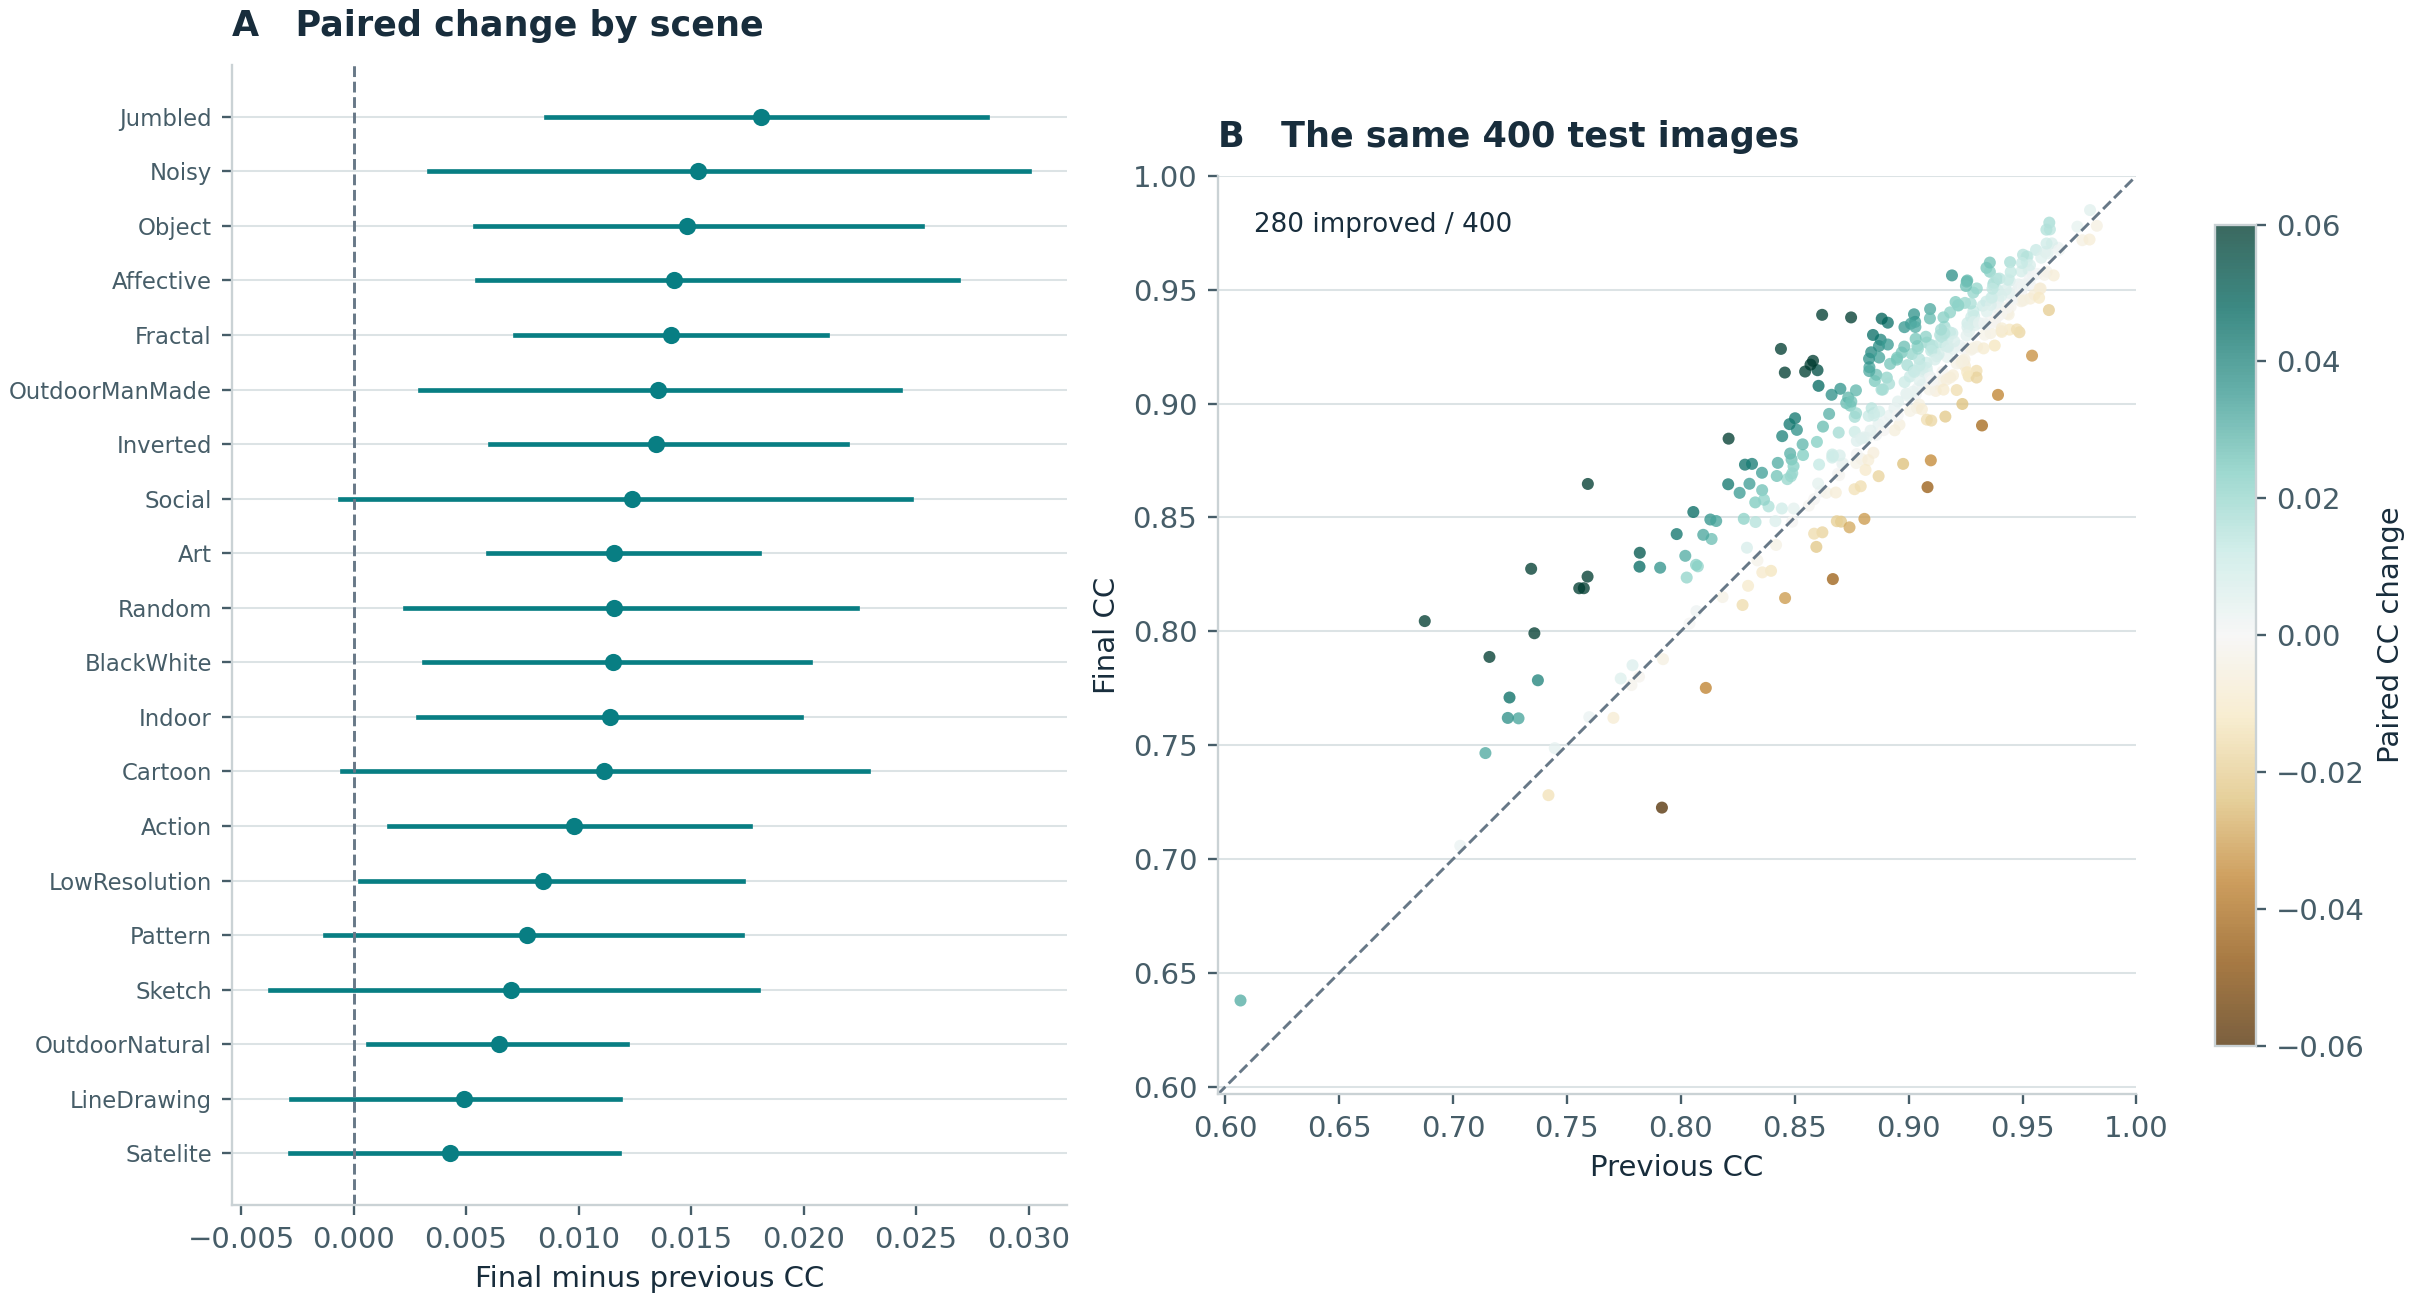 A Paired change by scene
Jumbled
Noisy
Object
Affective
Fractal
OutdoorManMade
Inverted
Social
Art
Random
BlackWhite
Indoor
Cartoon
Action
LowResolution
Pattern
Sketch
OutdoorNatural
LineDrawing
Satelite
−0.005 0.000 0.005 0.010 0.015 0.020 0.025 0.030
Final minus previous CC
B The same 400 test images
280 improved / 400
1.00
0.95
0.90
0.85
0.80
0.75
0.70
0.65
0.60
Final CC
0.60 0.65 0.70 0.75 0.80 0.85 0.90 0.95 1.00
Previous CC
0.06
0.04
0.02
0.00
−0.02
−0.04
−0.06
Paired CC change